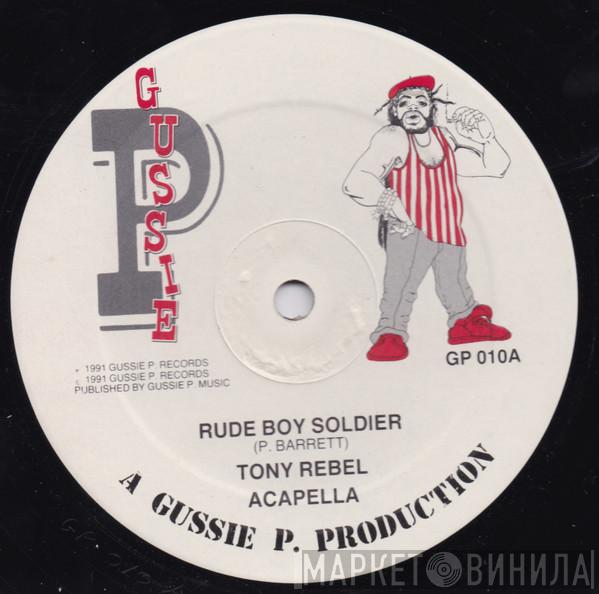 GUSSIE
P
GP 010A
℗ 1991 GUSSIE P. RECORDS
© 1991 GUSSIE P. RECORDS
PUBLISHED BY GUSSIE P. MUSIC
RUDE BOY SOLDIER
(P. BARRETT)
TONY REBEL
ACAPELLA
A GUSSIE P. PRODUCTION
МАРКЕТ ВИНИЛА